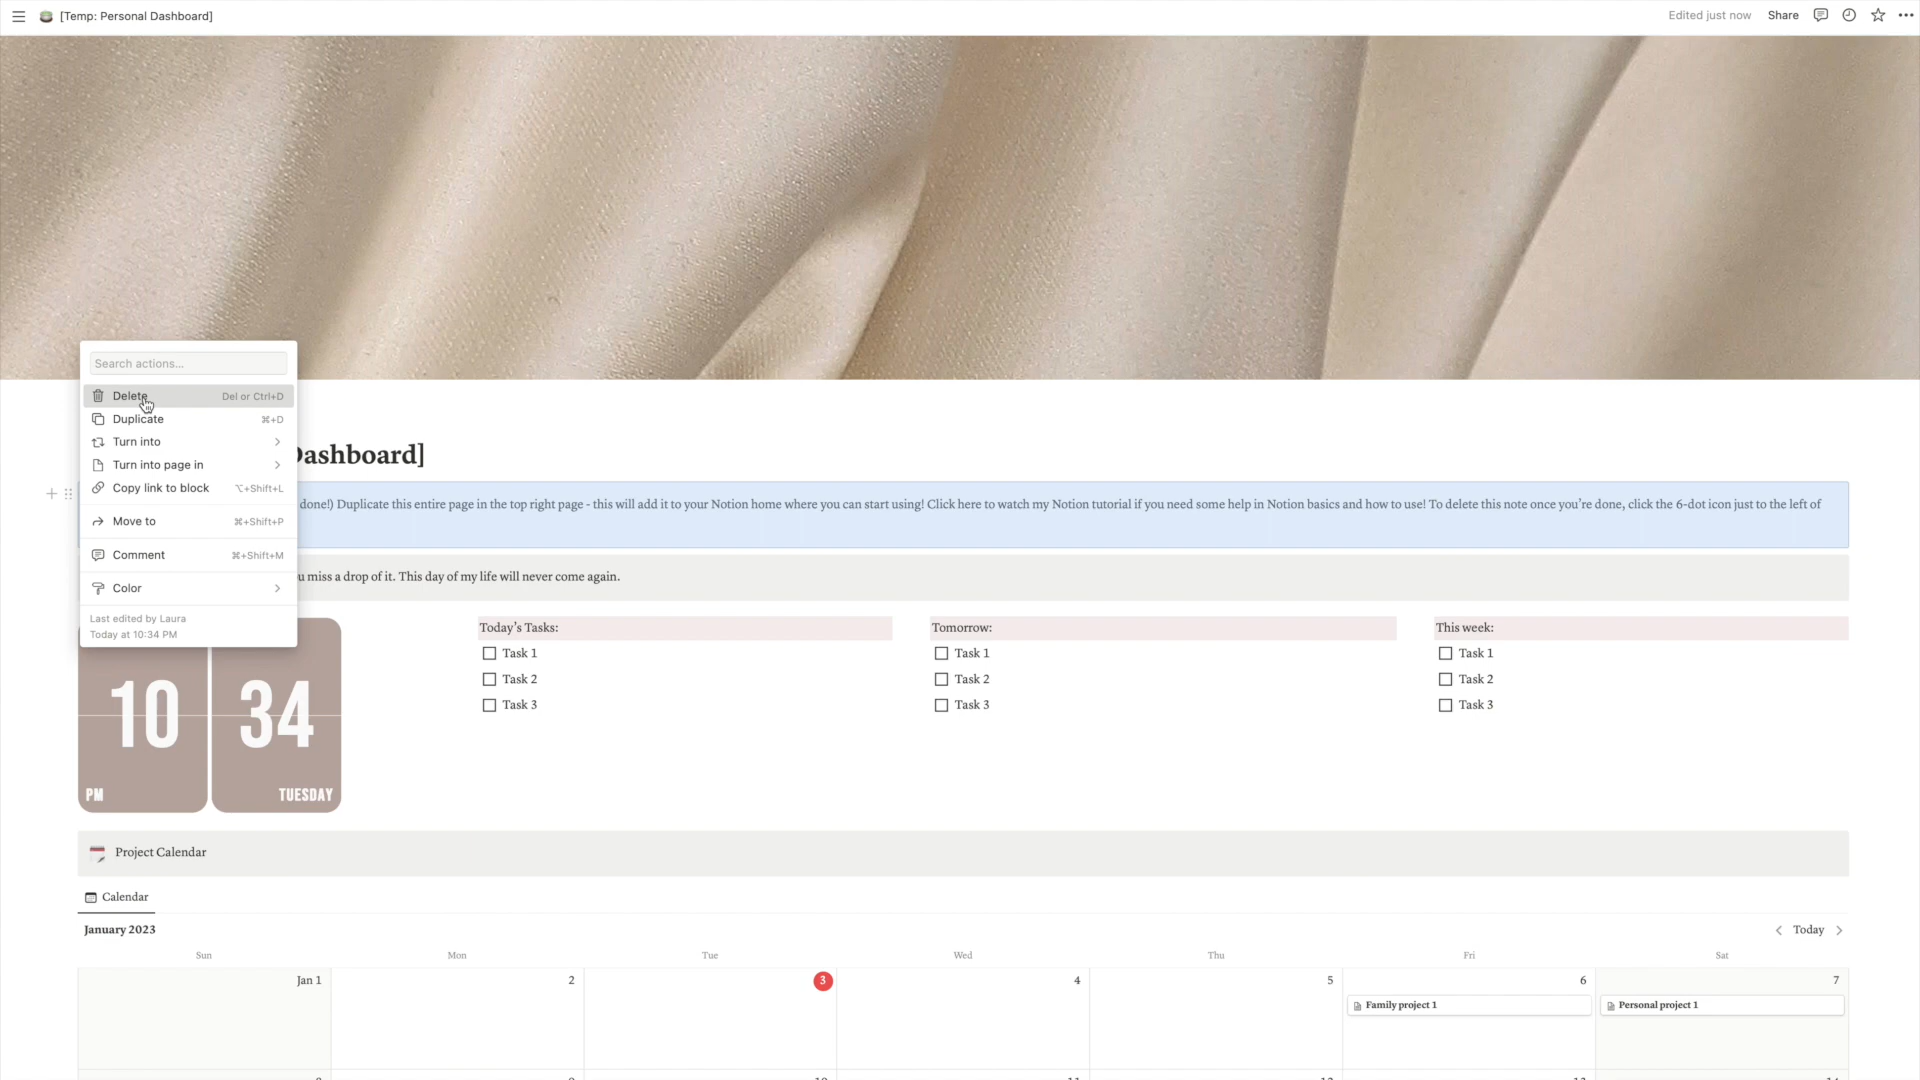 [Temp: Personal Dashboard]
Edited just now
Share
Search actions...
Delete Del or Ctrl+D
Duplicate ⌘+D
Turn into
Turn into page in
Copy link to block ⌥+Shift+L
Move to ⌘+Shift+P
Comment ⌘+Shift+M
Color
Last edited by Laura
Today at 10:34 PM
Dashboard]
done!) Duplicate this entire page in the top right page - this will add it to your Notion home where you can start using! Click here to watch my Notion tutorial if you need some help in Notion basics and how to use! To delete this note once you're done, click the 6-dot icon just to the left of
miss a drop of it. This day of my life will never come again.
10 34
PM TUESDAY
Today's Tasks:
Task 1
Task 2
Task 3
Tomorrow:
Task 1
Task 2
Task 3
This week:
Task 1
Task 2
Task 3
Project Calendar
Calendar
January 2023
Today
Sun Mon Tue Wed Thu Fri Sat
Jan 1 2 3 4 5 6 7
Family project 1
Personal project 1